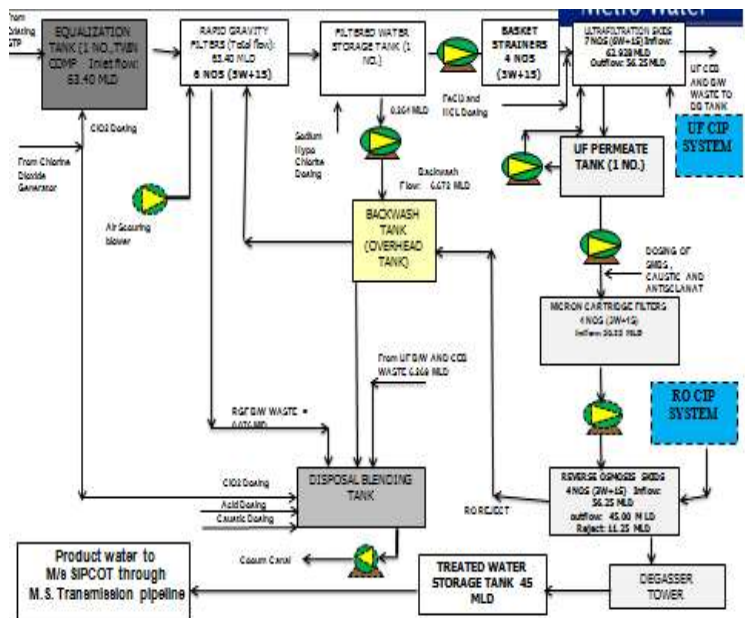 From
STP
EQUALIZATION
TANK (1 NO., TWIN
COMP Inlet flow:
63.40 MLD
RAPID GRAVITY
FILTERS (Total flow:
63.40 MLD
6 NOS (5W+1S)
FILTERED WATER
STORAGE TANK (1
NO.)
BASKET
STRAINERS
4 NOS
(3W+1S)
Metro Water
ULTRAFILTRATION SKIDS
7 NOS (6W+1S) Inflow:
Outflow: 56.25 MLD
UF CEB
AND B/W
WASTE TO
DB TANK
UF CIP
SYSTEM
FeCl3 and
HCL Dosing
ClO2 Dosing
From Chlorine
Dioxide
Generator
Air Scouring
blower
Sodium
Hypo
Chlorite
Dosing
Backwash
Flow: 6.673 MLD
UF PERMEATE
TANK (1 NO.)
BACKWASH
TANK
(OVERHEAD
TANK)
DOSING OF
SMBS,
CAUSTIC AND
ANTISCLANAT
MICRON CARTRIDGE FILTERS
4 NOS (3W+1S)
From UF B/W AND CEB
WASTE
RO CIP
SYSTEM
RGF B/W WASTE =
REVERSE OSMOSIS SKIDS
4 NOS (3W+1S) Inflow:
56.25 MLD
outflow: 45.00 MLD
Reject: 11.25 MLD
RO REJECT
ClO2 Dosing
Acid Dosing
Caustic Dosing
DISPOSAL BLENDING
TANK
Cooum Canal
Product water to
M/s SIPCOT through
M.S. Transmission pipeline
TREATED WATER
STORAGE TANK 45
MLD
DEGASSER
TOWER